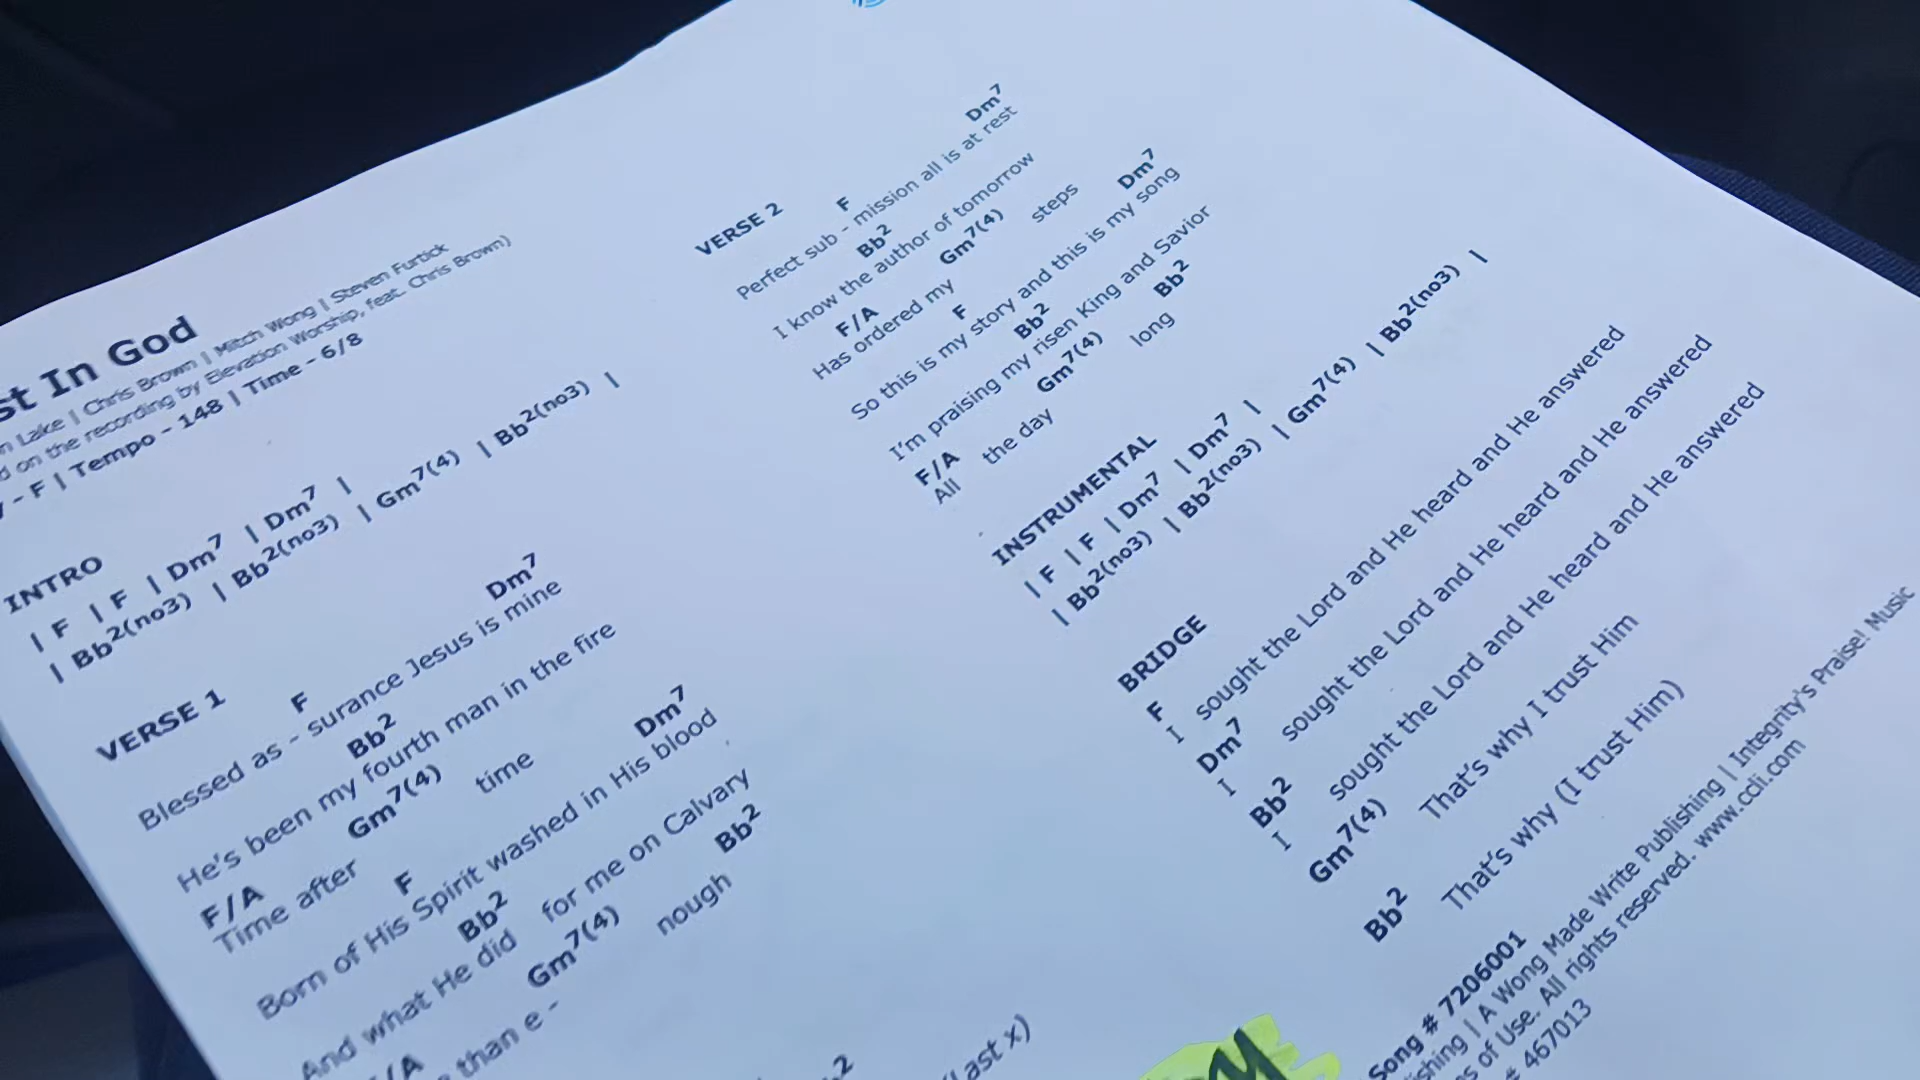 st In God
n Lake | Chris Brown | Mitch Wong | Steven Furtick
d on the recording by Elevation Worship, feat. Chris Brown)
– F | Tempo – 148 | Time – 6/8
INTRO
| F | F | Dm7 | Dm7 |
| Bb2(no3) | Bb2(no3) | Gm7(4) | Bb2(no3) |
VERSE 1
F Dm7
Blessed as - surance Jesus is mine
Bb2
He's been my fourth man in the fire
F/A Gm7(4)
Time after time
F Dm7
Born of His Spirit washed in His blood
Bb2
And what He did for me on Calvary
/A Gm7(4) Bb2
than e - nough
VERSE 2
F Dm7
Perfect sub - mission all is at rest
Bb2
I know the author of tomorrow
F/A Gm7(4)
Has ordered my steps
F Dm7
So this is my story and this is my song
Bb2
I'm praising my risen King and Savior
F/A Gm7(4) Bb2
All the day long
INSTRUMENTAL
| F | F | Dm7 | Dm7 |
| Bb2(no3) | Bb2(no3) | Gm7(4) | Bb2(no3) |
BRIDGE
F
I sought the Lord and He heard and He answered
Dm7
I sought the Lord and He heard and He answered
Bb2
I sought the Lord and He heard and He answered
Gm7(4)
That's why I trust Him
Bb2
That's why (I trust Him)
Song # 7206001
ishing | A Wong Made Write Publishing | Integrity's Praise! Music
s of Use. All rights reserved. www.ccli.com
# 467013
2
(Last x)